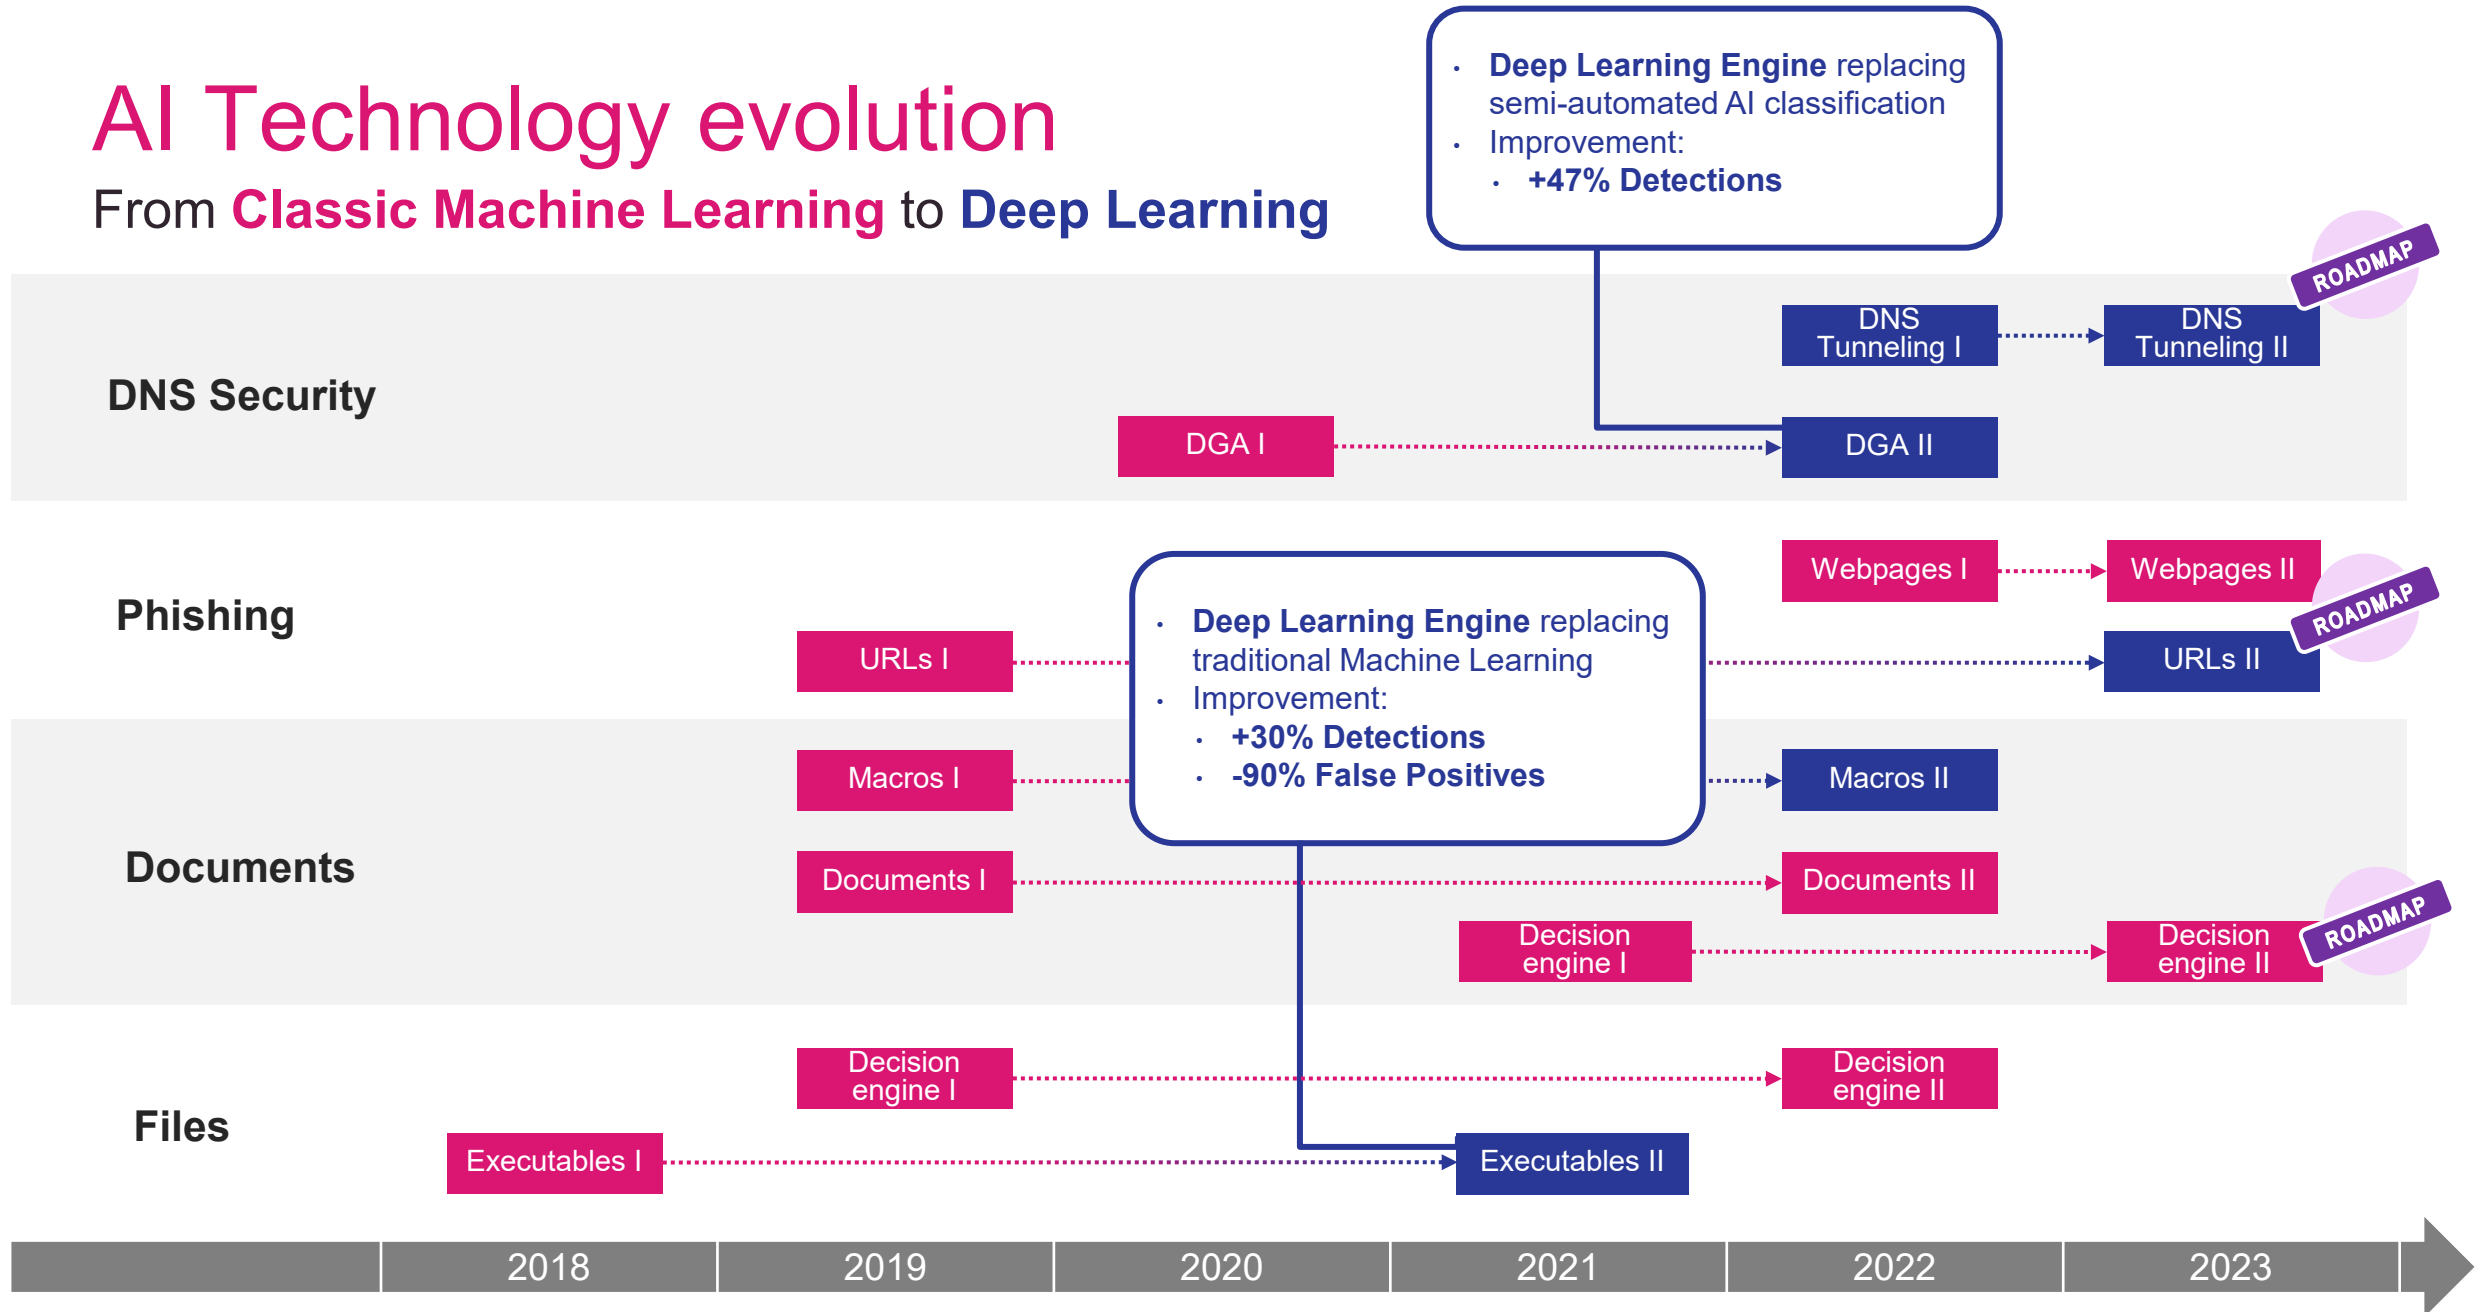 AI Technology evolution
From Classic Machine Learning to Deep Learning
• Deep Learning Engine replacing
semi-automated AI classification
• Improvement:
• +47% Detections
ROADMAP
DNS Security
DNS
Tunneling I
DNS
Tunneling II
DGA I
DGA II
Phishing
Webpages I
Webpages II
ROADMAP
URLs I
URLs II
• Deep Learning Engine replacing
traditional Machine Learning
• Improvement:
• +30% Detections
• -90% False Positives
Documents
Macros I
Macros II
Documents I
Documents II
Decision
engine I
Decision
engine II
ROADMAP
Files
Decision
engine I
Decision
engine II
Executables I
Executables II
2018
2019
2020
2021
2022
2023